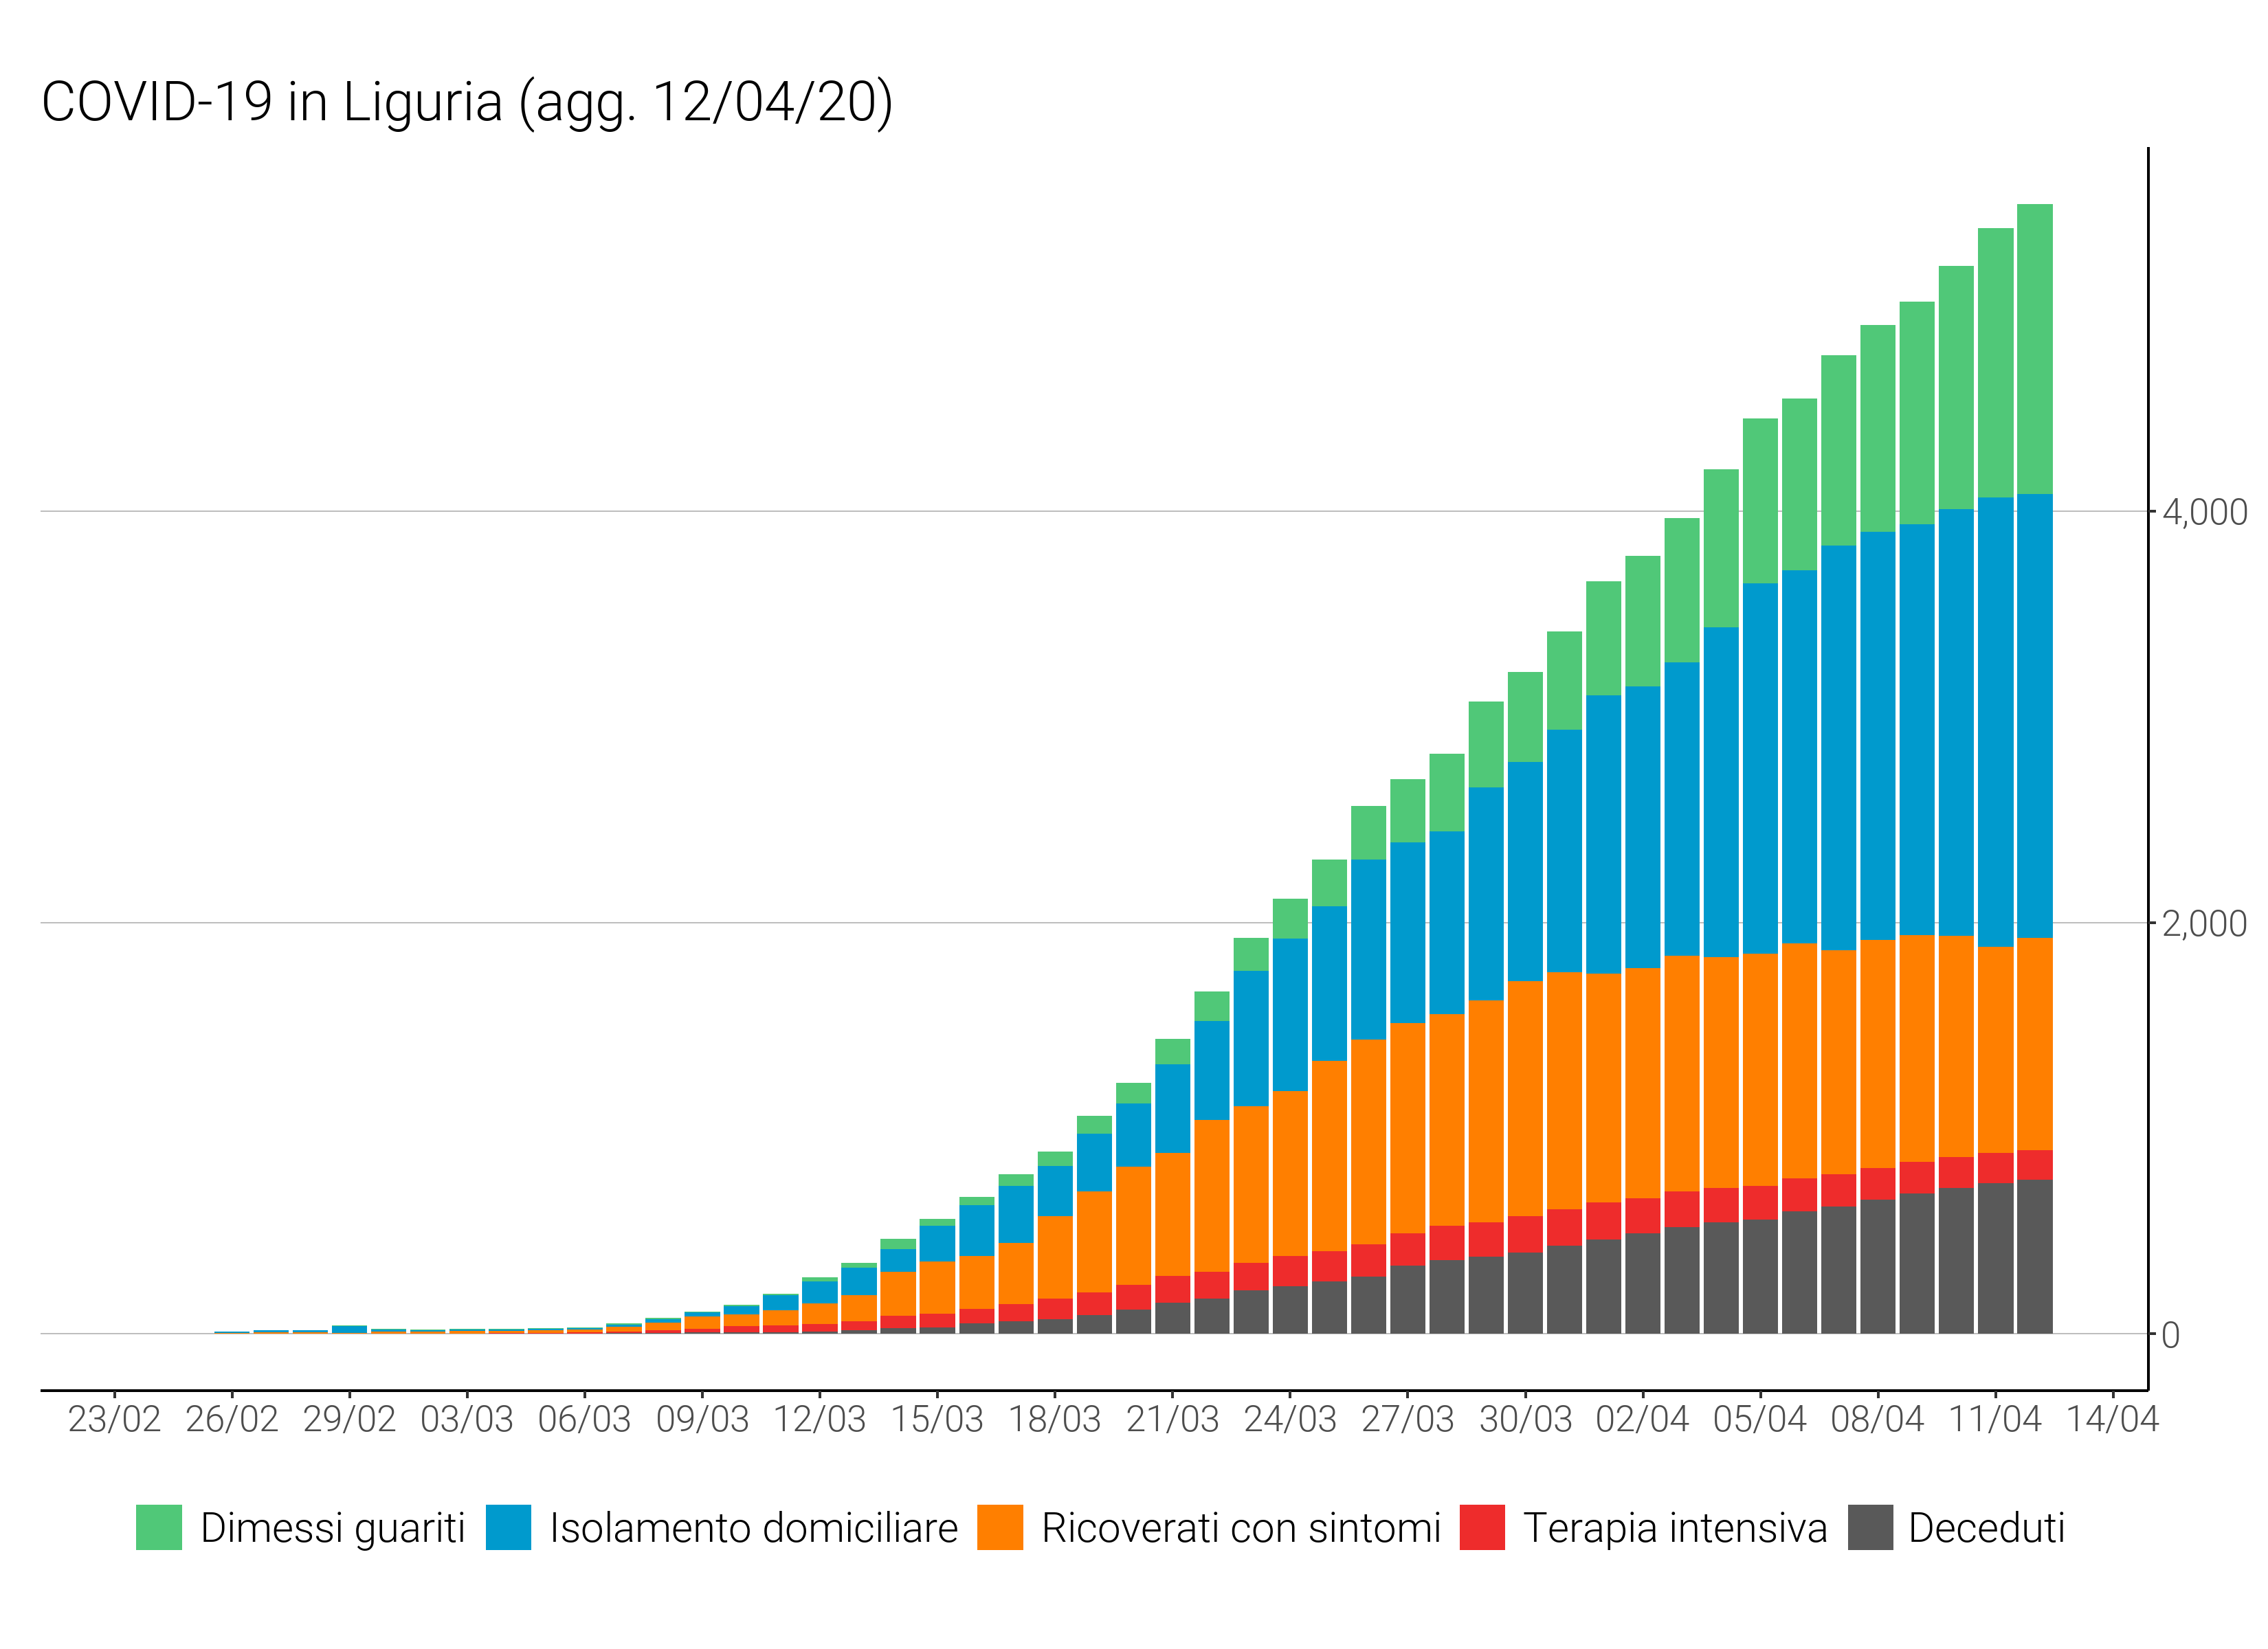 COVID-19 in Liguria (agg. 12/04/20)
4,000
2,000
0
23/02 26/02 29/02 03/03 06/03 09/03 12/03 15/03 18/03 21/03 24/03 27/03 30/03 02/04 05/04 08/04 11/04 14/04
Dimessi guariti Isolamento domiciliare Ricoverati con sintomi Terapia intensiva Deceduti